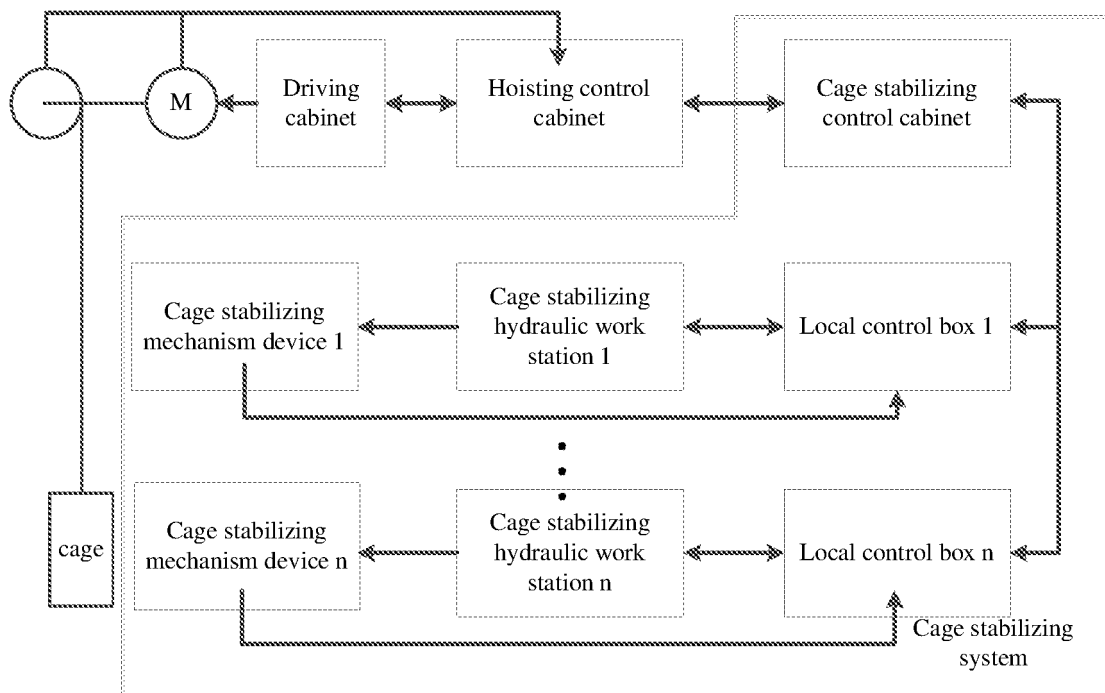 M
Driving
cabinet
Hoisting control
cabinet
Cage stabilizing
control cabinet
Cage stabilizing
mechanism device 1
Cage stabilizing
hydraulic work
station 1
Local control box 1
cage
Cage stabilizing
mechanism device n
Cage stabilizing
hydraulic work
station n
Local control box n
Cage stabilizing
system